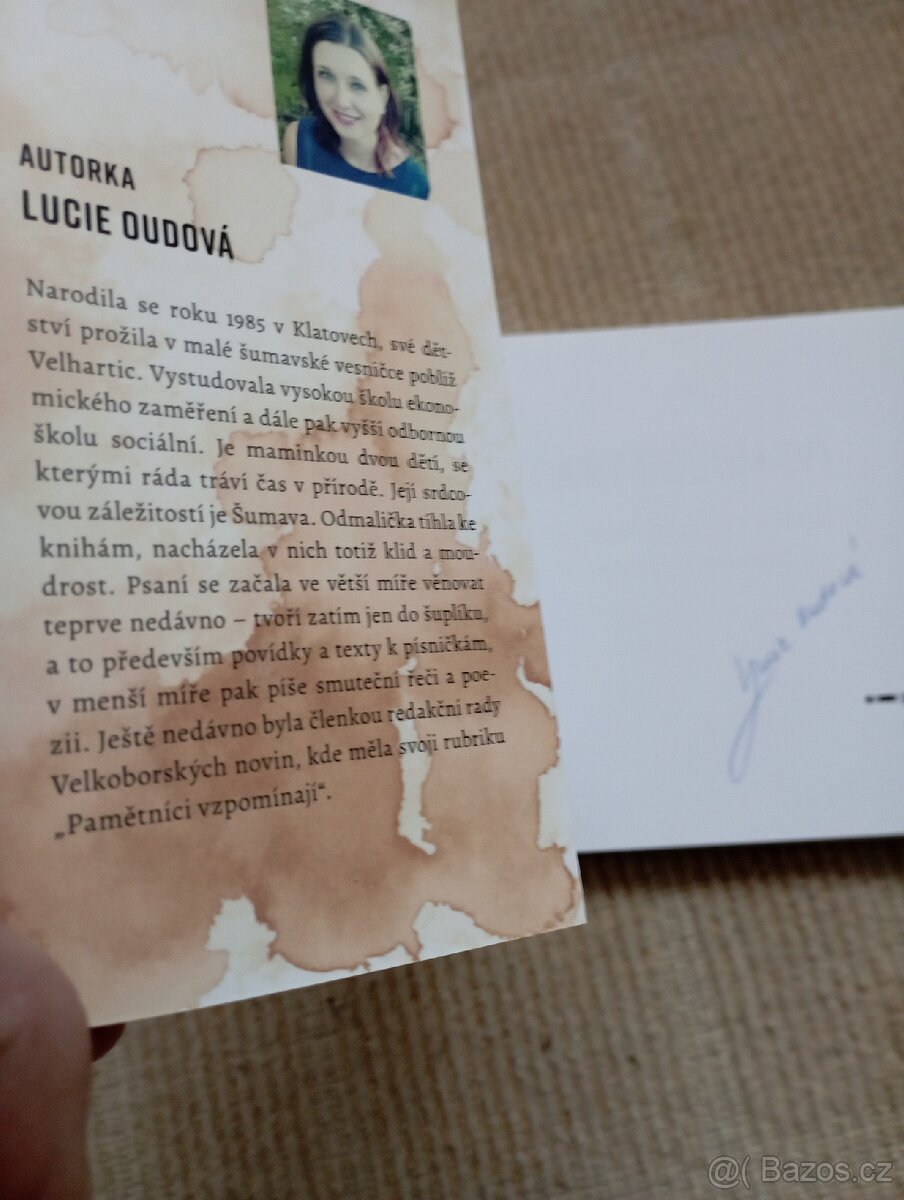 AUTORKA
LUCIE OUDOVÁ
Narodila se roku 1985 v Klatovech, své dět-
ství prožila v malé šumavské vesničce poblíž
Velhartic. Vystudovala vysokou školu ekono-
mického zaměření a dále pak vyšší odbornou
školu sociální. Je maminkou dvou dětí, se
kterými ráda tráví čas v přírodě. Její srdco-
vou záležitostí je Šumava. Odmalička tíhla ke
knihám, nacházela v nich totiž klid a mou-
drost. Psaní se začala ve větší míře věnovat
teprve nedávno – tvoří zatím jen do šuplíku,
a to především povídky a texty k písničkám,
v menší míře pak píše smuteční řeči a poe-
zii. Ještě nedávno byla členkou redakční rady
Velkoborských novin, kde měla svoji rubriku
„Pamětníci vzpomínají“.
@( Bazos.cz